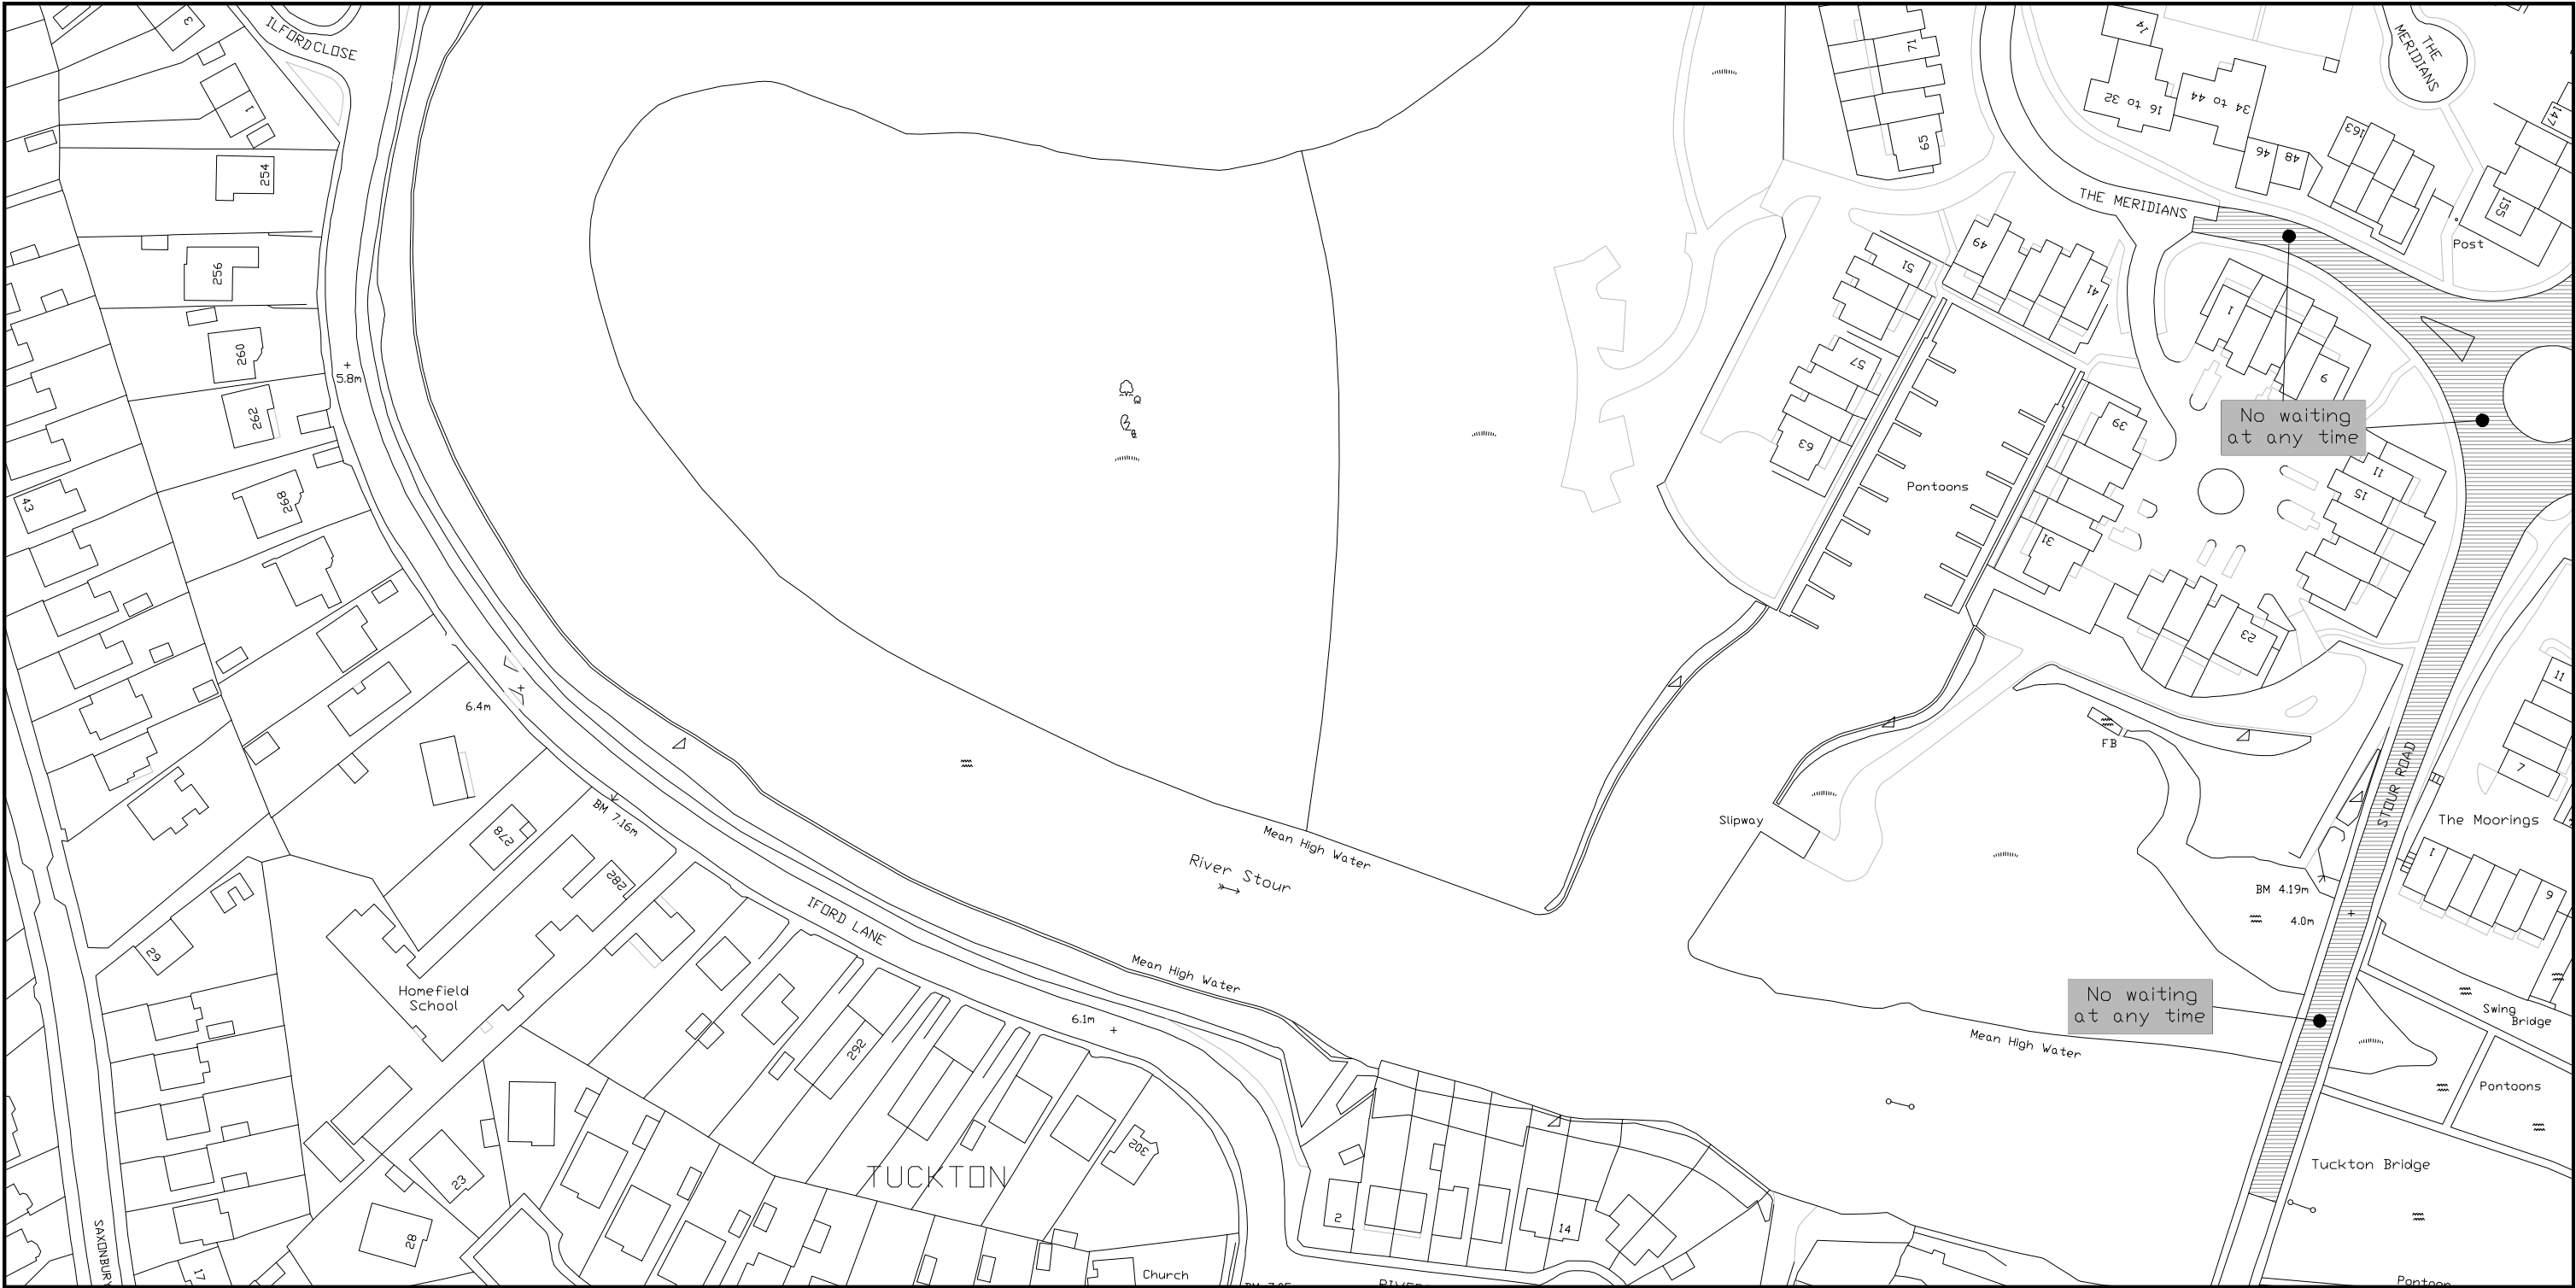 3
ILFORD CLOSE
1
254
256
260
262
268
43
5.8m
6.4m
BM 7.16m
278
282
29
Homefield
School
IFORD LANE
292
302
TUCKTON
23
28
17
SAXONBURY
6.1m
Mean High Water
River Stour
Mean High Water
2
14
Church
71
65
14
16 to 32
34 to 44
46
48
THE
MERIDIANS
163
147
155
Post
THE MERIDIANS
49
51
41
57
63
39
31
Pontoons
1
9
No waiting
at any time
11
15
23
FB
Slipway
STOUR ROAD
11
7
The Moorings
1
9
BM 4.19m
4.0m
No waiting
at any time
Mean High Water
Swing
Bridge
Pontoons
Tuckton Bridge
Pontoon